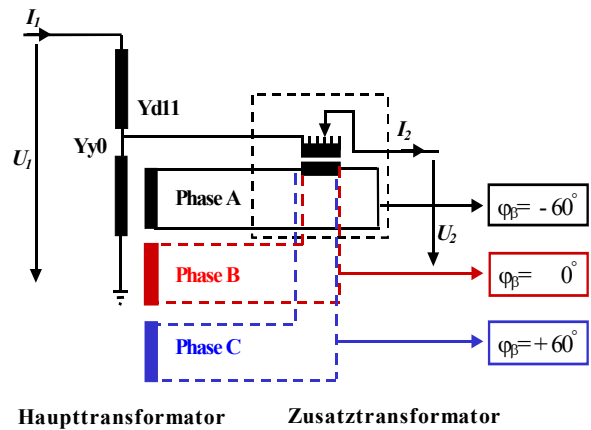 I₁
Yd11
Yy0
I₂
U₁
Phase A
φβ= - 60°
U₂
Phase B
φβ= 0°
Phase C
φβ= + 60°
Haupttransformator Zusatztransformator